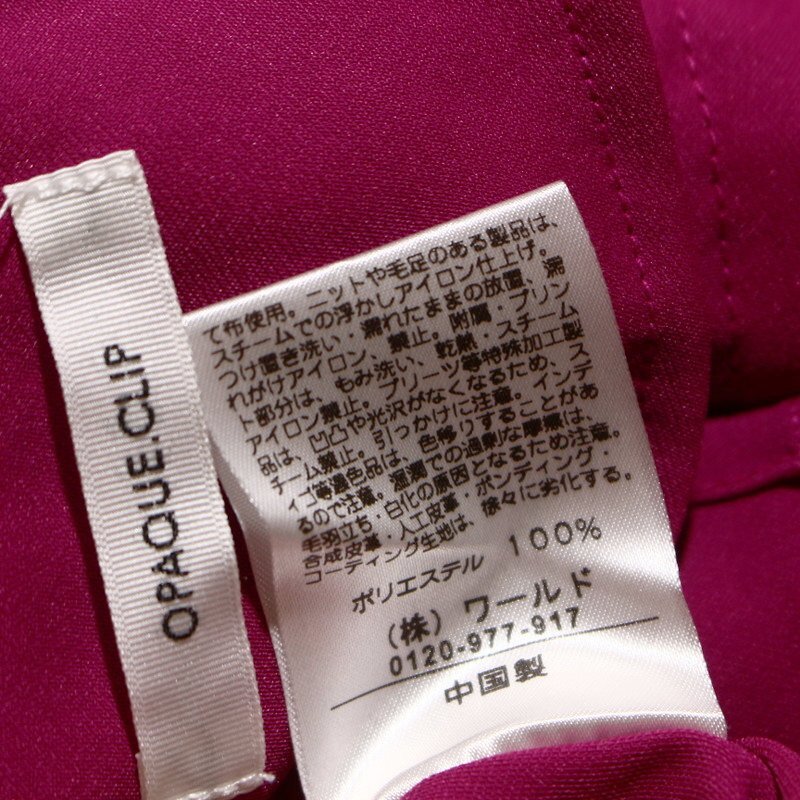 OPAQUE.CLIP
て布使用。ニットや毛足のある製品は、
スチームでの浮かしアイロン仕上げ。
つけ置き洗い・濡れたままの放置、濡
れがけアイロン、禁止。附属・プリン
ト部分は、もみ洗い、乾燥・スチーム
アイロン禁止。プリーツ等特殊加工製
品は、凹凸や光沢がなくなるため、ス
チーム禁止。引っかけに注意。インデ
ィゴ等濃色品は、色移りすることがあ
るので注意。湿潤での過剰な摩擦は、
毛羽立ち・白化の原因となるため注意。
合成皮革・人工皮革・ボンディング・
コーティング生地は、徐々に劣化する。
ポリエステル 100%
(株) ワールド
0120-977-917
中国製